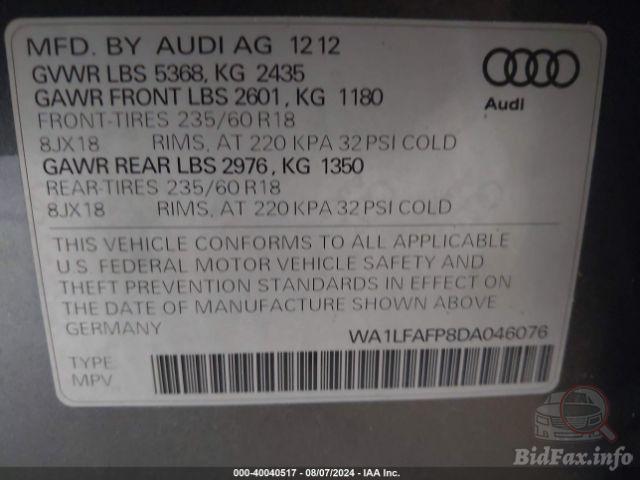 MFD. BY AUDI AG 12 12
GVWR LBS 5368, KG 2435
GAWR FRONT LBS 2601, KG 1180
FRONT-TIRES 235/60 R18
8JX18 RIMS, AT 220 KPA 32 PSI COLD
GAWR REAR LBS 2976, KG 1350
REAR-TIRES 235/60 R18
8JX18 RIMS, AT 220 KPA 32 PSI COLD
Audi
THIS VEHICLE CONFORMS TO ALL APPLICABLE
U.S. FEDERAL MOTOR VEHICLE SAFETY AND
THEFT PREVENTION STANDARDS IN EFFECT ON
THE DATE OF MANUFACTURE SHOWN ABOVE
GERMANY
WA1LFAFP8DA046076
TYPE
MPV
BidFax.info
000-40040517 - 08/07/2024 - IAA Inc.